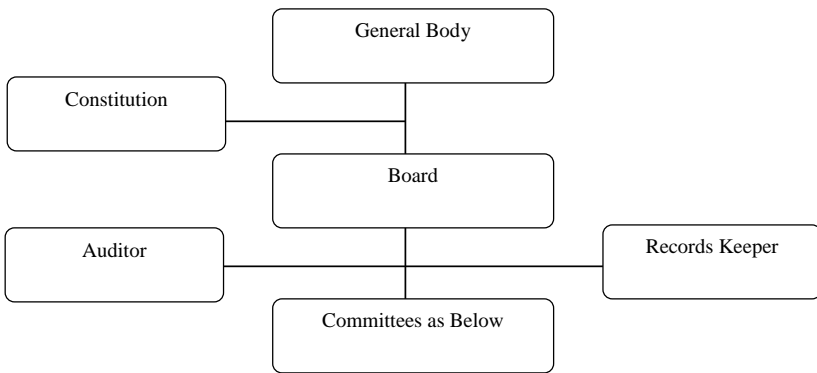 General Body
Constitution
Board
Auditor
Records Keeper
Committees as Below